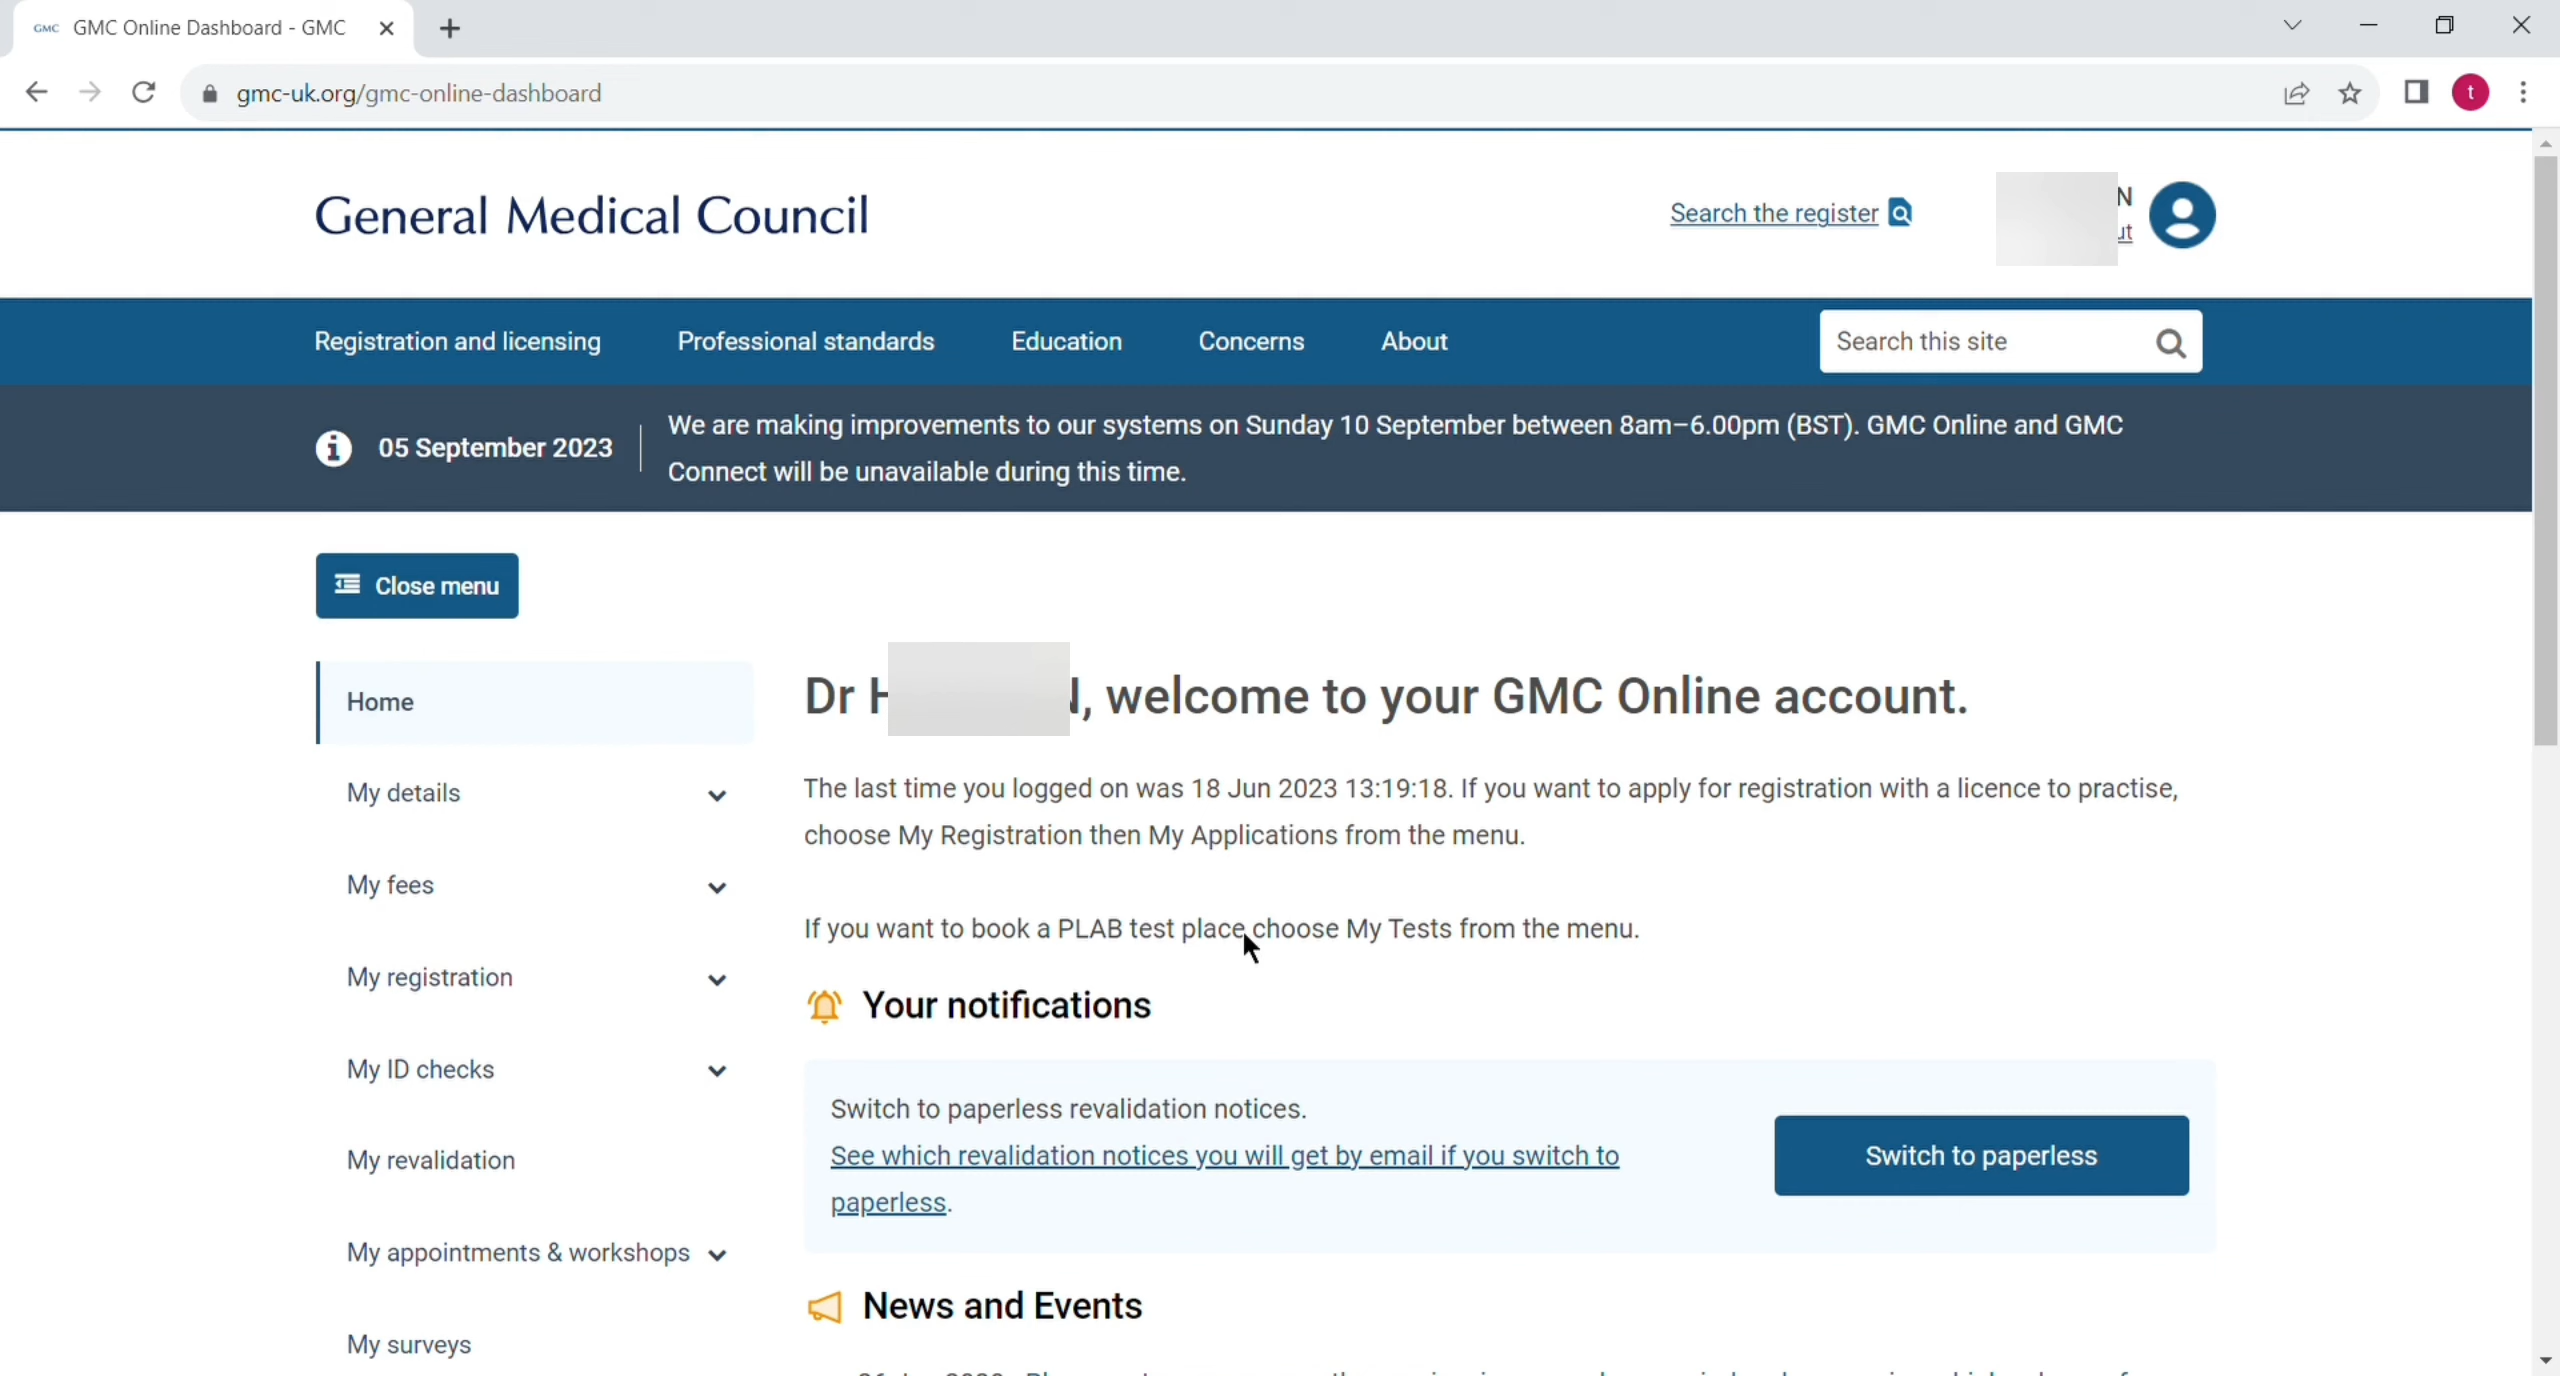 GMC GMC Online Dashboard - GMC
gmc-uk.org/gmc-online-dashboard
t
General Medical Council
Search the register
Registration and licensing Professional standards Education Concerns About Search this site
05 September 2023
We are making improvements to our systems on Sunday 10 September between 8am–6.00pm (BST). GMC Online and GMC
Connect will be unavailable during this time.
Close menu
Home
My details
My fees
My registration
My ID checks
My revalidation
My appointments & workshops
My surveys
Dr , welcome to your GMC Online account.
The last time you logged on was 18 Jun 2023 13:19:18. If you want to apply for registration with a licence to practise,
choose My Registration then My Applications from the menu.
If you want to book a PLAB test place choose My Tests from the menu.
Your notifications
Switch to paperless revalidation notices.
See which revalidation notices you will get by email if you switch to
paperless.
Switch to paperless
News and Events